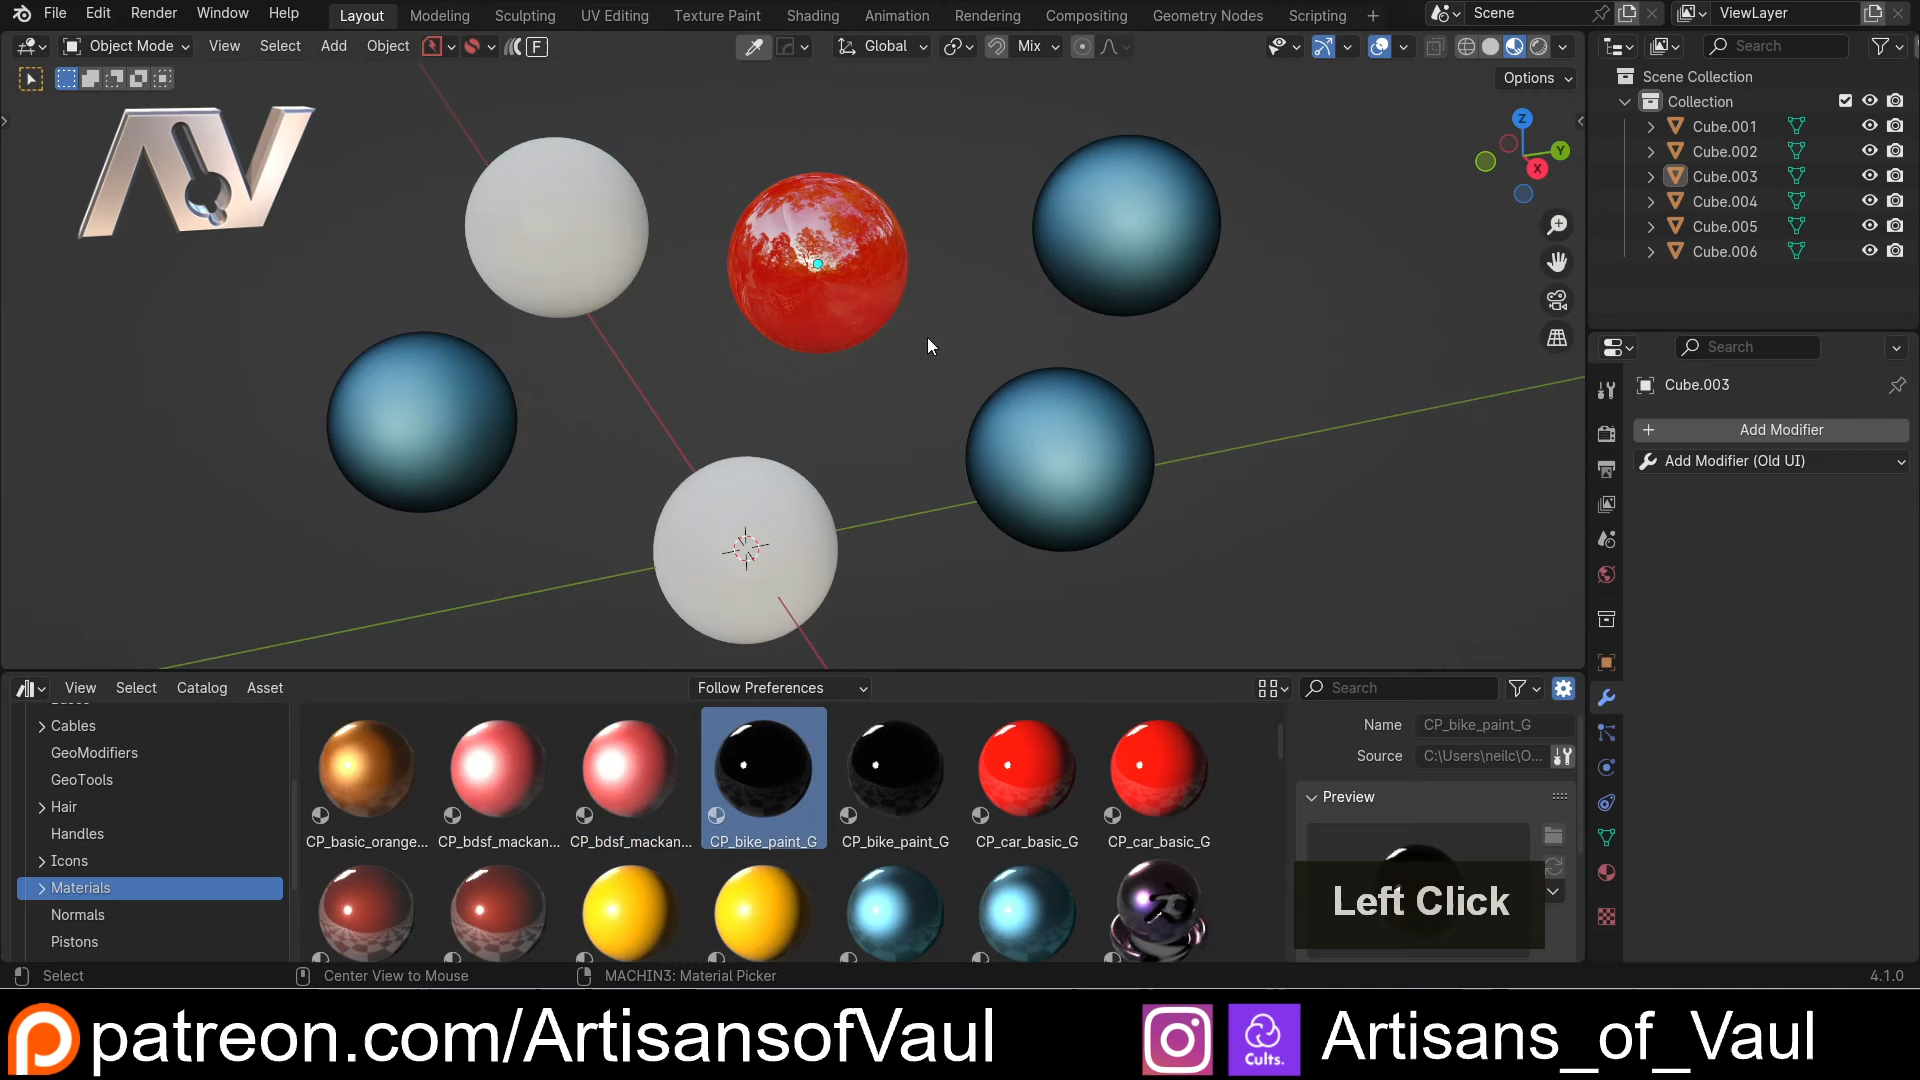 File Edit Render Window Help Layout Modeling Sculpting UV Editing Texture Paint Shading Animation Rendering Compositing Geometry Nodes Scripting + Scene ViewLayer
Object Mode View Select Add Object F Global Mix Search
Options
Scene Collection
Collection
Cube.001
Cube.002
Cube.003
Cube.004
Cube.005
Cube.006
Z
Y
X
AV
Search
Cube.003
+ Add Modifier
Add Modifier (Old UI)
View Select Catalog Asset Follow Preferences Search
Cables
GeoModifiers
GeoTools
Hair
Handles
Icons
Materials
Normals
Pistons
CP_basic_orange... CP_bdsf_mackan... CP_bdsf_mackan... CP_bike_paint_G CP_bike_paint_G CP_car_basic_G CP_car_basic_G
Name CP_bike_paint_G
Source C:\Users\neilc\O...
Preview
Left Click
Select Center View to Mouse MACHIN3: Material Picker 4.1.0
patreon.com/ArtisansofVaul Cults. Artisans_of_Vaul